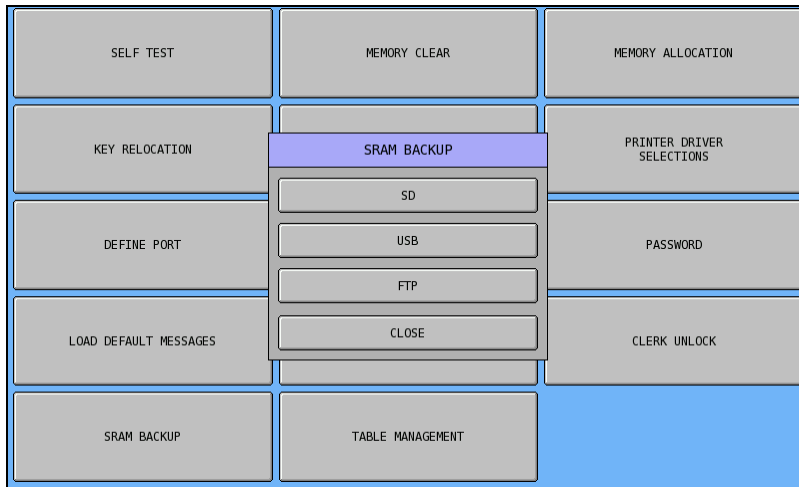 SELF TEST
MEMORY CLEAR
MEMORY ALLOCATION
KEY RELOCATION
PRINTER DRIVER
SELECTIONS
SRAM BACKUP
SD
USB
FTP
CLOSE
DEFINE PORT
PASSWORD
LOAD DEFAULT MESSAGES
CLERK UNLOCK
SRAM BACKUP
TABLE MANAGEMENT